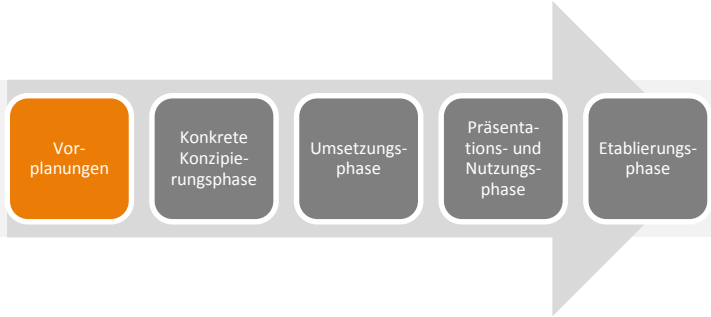 Vor-
planungen
Konkrete
Konzipie-
rungsphase
Umsetzungs-
phase
Präsenta-
tions- und
Nutzungs-
phase
Etablierungs-
phase